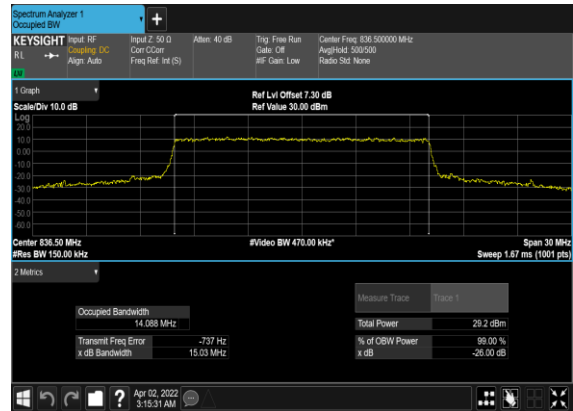 Spectrum Analyzer 1
Occupied BW
+
KEYSIGHT Input: RF Input Z: 50 Ω Atten: 40 dB Trig: Free Run Center Freq: 836.500000 MHz
RL Coupling: DC Corr CCorr Gate: Off Avg|Hold: 500/500
Align: Auto Freq Ref: Int (S) #IF Gain: Low Radio Std: None
1 Graph
Ref Lvl Offset 7.30 dB
Scale/Div 10.0 dB Ref Value 30.00 dBm
Log
20.0
10.0
0.00
-10.0
-20.0
-30.0
-40.0
-50.0
-60.0
Center 836.50 MHz #Video BW 470.00 kHz* Span 30 MHz
#Res BW 150.00 kHz Sweep 1.67 ms (1001 pts)
2 Metrics
Measure Trace Trace 1
Occupied Bandwidth
14.088 MHz
Total Power 29.2 dBm
Transmit Freq Error -737 Hz % of OBW Power 99.00 %
x dB Bandwidth 15.03 MHz x dB -26.00 dB
? Apr 02, 2022
3:15:31 AM